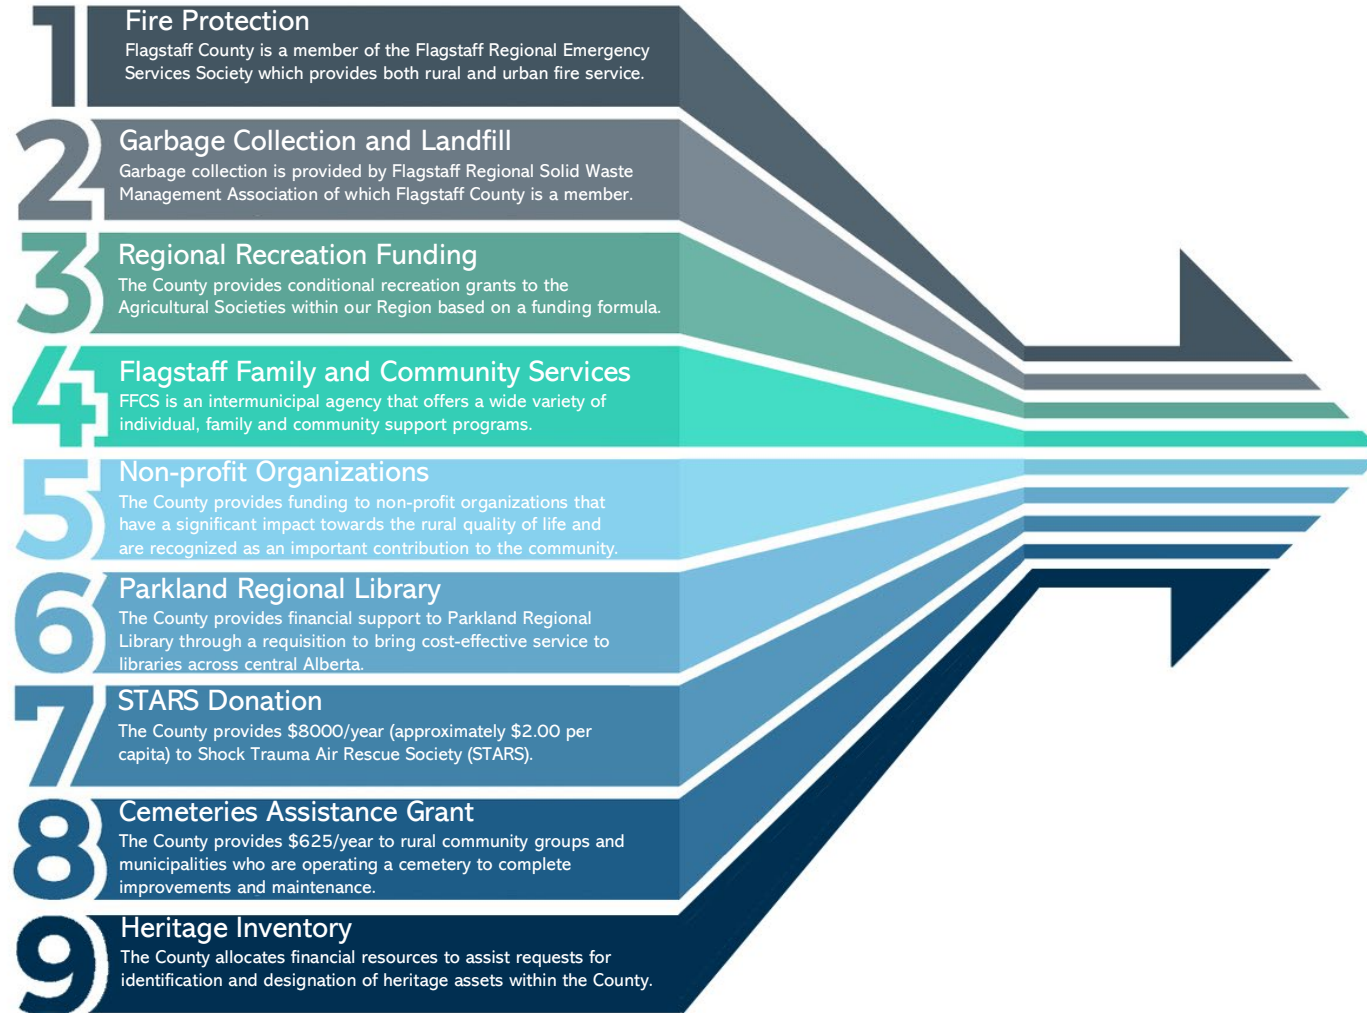 1
Fire Protection
Flagstaff County is a member of the Flagstaff Regional Emergency
Services Society which provides both rural and urban fire service.
2
Garbage Collection and Landfill
Garbage collection is provided by Flagstaff Regional Solid Waste
Management Association of which Flagstaff County is a member.
3
Regional Recreation Funding
The County provides conditional recreation grants to the
Agricultural Societies within our Region based on a funding formula.
4
Flagstaff Family and Community Services
FFCS is an intermunicipal agency that offers a wide variety of
individual, family and community support programs.
5
Non-profit Organizations
The County provides funding to non-profit organizations that
have a significant impact towards the rural quality of life and
are recognized as an important contribution to the community.
6
Parkland Regional Library
The County provides financial support to Parkland Regional
Library through a requisition to bring cost-effective service to
libraries across central Alberta.
7
STARS Donation
The County provides $8000/year (approximately $2.00 per
capita) to Shock Trauma Air Rescue Society (STARS).
8
Cemeteries Assistance Grant
The County provides $625/year to rural community groups and
municipalities who are operating a cemetery to complete
improvements and maintenance.
9
Heritage Inventory
The County allocates financial resources to assist requests for
identification and designation of heritage assets within the County.